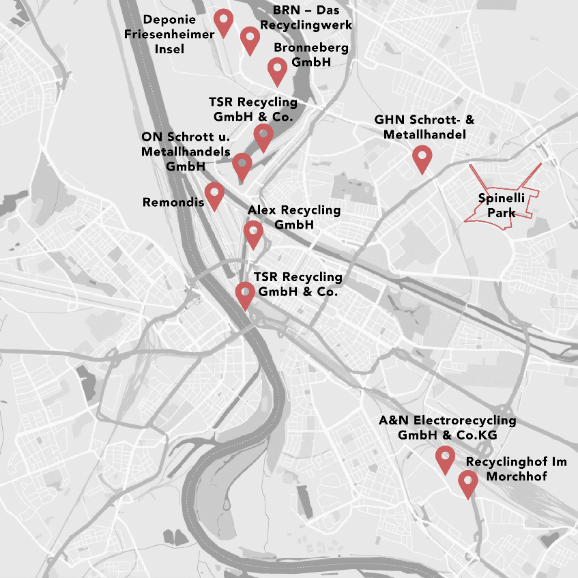 Deponie
Friesenheimer
Insel
BRN – Das
Recyclingwerk
Bronneberg
GmbH
TSR Recycling
GmbH & Co.
GHN Schrott- &
Metallhandel
ON Schrott u.
Metallhandels
GmbH
Remondis
Spinelli
Park
Alex Recycling
GmbH
TSR Recycling
GmbH & Co.
A&N Electrorecycling
GmbH & Co.KG
Recyclinghof Im
Morchhof